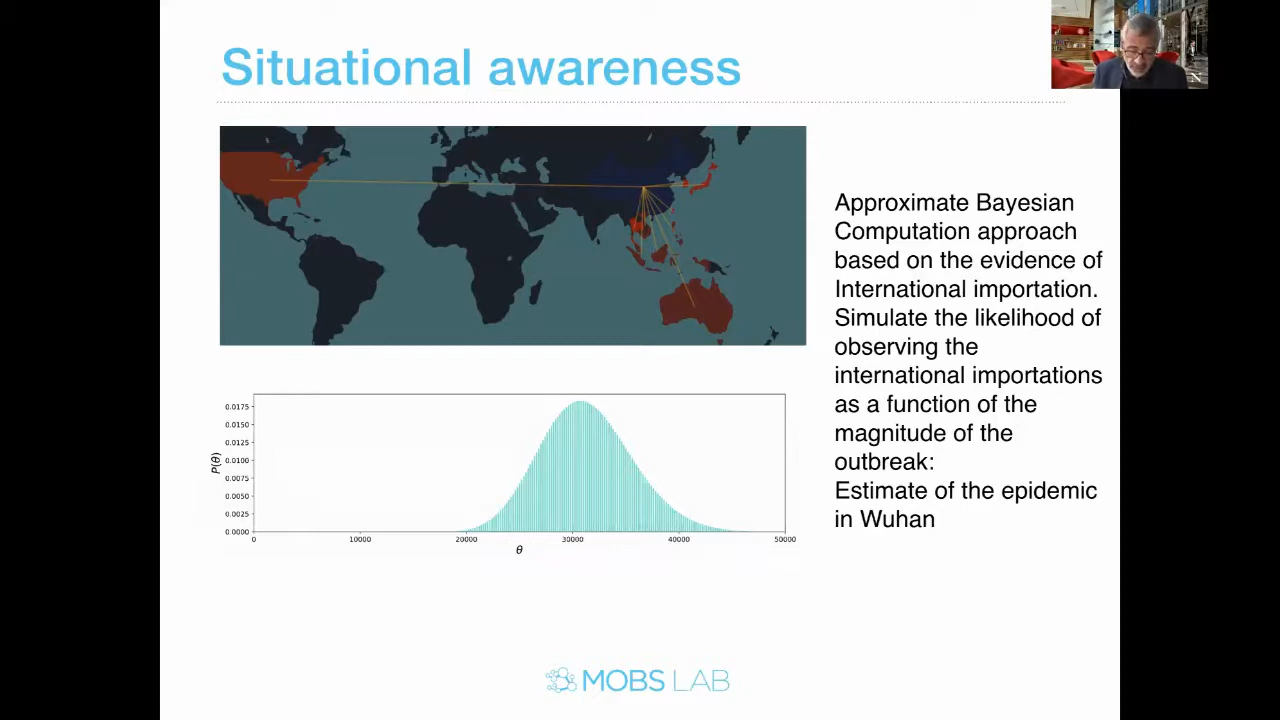 Situational awareness
N
Approximate Bayesian
Computation approach
based on the evidence of
International importation.
Simulate the likelihood of
observing the
international importations
as a function of the
magnitude of the
outbreak:
Estimate of the epidemic
in Wuhan
0.0175
0.0150
0.0125
0.0100
0.0075
0.0050
0.0025
0.0000
P(θ)
0 10000 20000 30000 40000 50000
θ
MOBS LAB